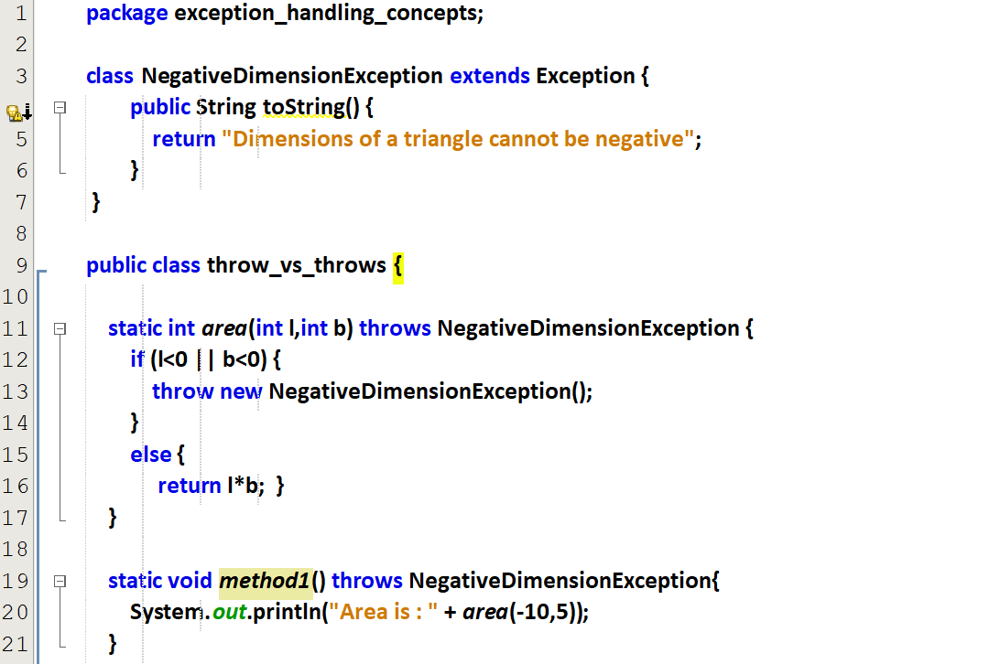 1 package exception_handling_concepts;
2
3 class NegativeDimensionException extends Exception {
public String toString() {
5 return "Dimensions of a triangle cannot be negative";
6 }
7 }
8
9 public class throw_vs_throws {
10
11 static int area(int l,int b) throws NegativeDimensionException {
12 if (l<0 || b<0) {
13 throw new NegativeDimensionException();
14 }
15 else {
16 return l*b; }
17 }
18
19 static void method1() throws NegativeDimensionException{
20 System.out.println("Area is : " + area(-10,5));
21 }